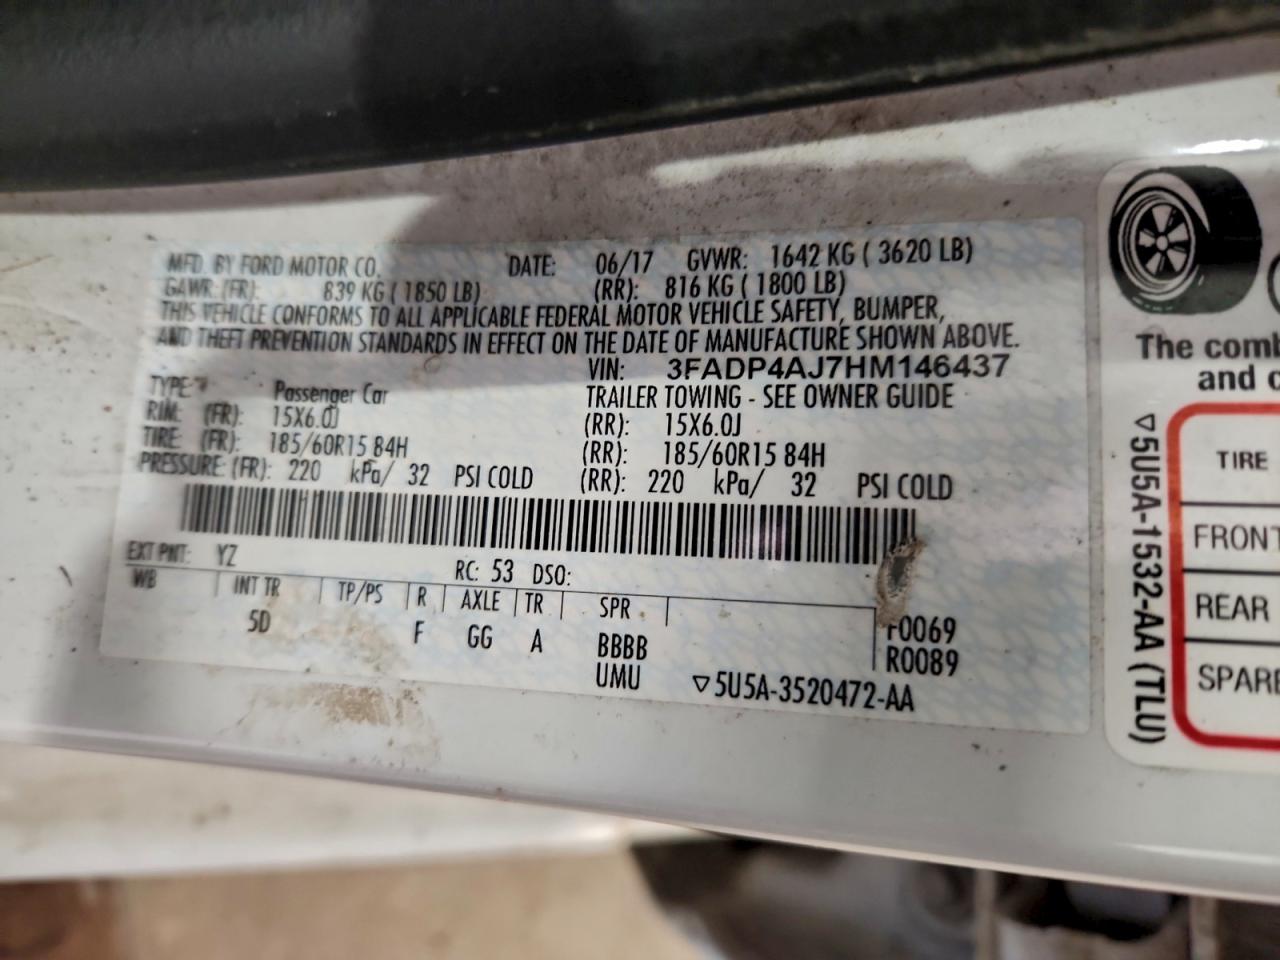 MFD. BY FORD MOTOR CO. DATE: 06/17 GVWR: 1642 KG ( 3620 LB)
GAWR (FR): 839 KG ( 1850 LB) (RR): 816 KG ( 1800 LB)
THIS VEHICLE CONFORMS TO ALL APPLICABLE FEDERAL MOTOR VEHICLE SAFETY, BUMPER,
AND THEFT PREVENTION STANDARDS IN EFFECT ON THE DATE OF MANUFACTURE SHOWN ABOVE.
VIN: 3FADP4AJ7HM146437
TYPE: Passenger Car TRAILER TOWING - SEE OWNER GUIDE
RIM: (FR): 15X6.0J (RR): 15X6.0J
TIRE: (FR): 185/60R15 84H (RR): 185/60R15 84H
PRESSURE: (FR): 220 kPa/ 32 PSI COLD (RR): 220 kPa/ 32 PSI COLD
EXT PNT: YZ RC: 53 DSO:
WB INT TR TP/PS R AXLE TR SPR
5D F GG A BBBB
UMU
F0069
R0089
▽5U5A-3520472-AA
The comb
and c
▽5U5A-1532-AA (TLU)
TIRE
FRONT
REAR
SPARE